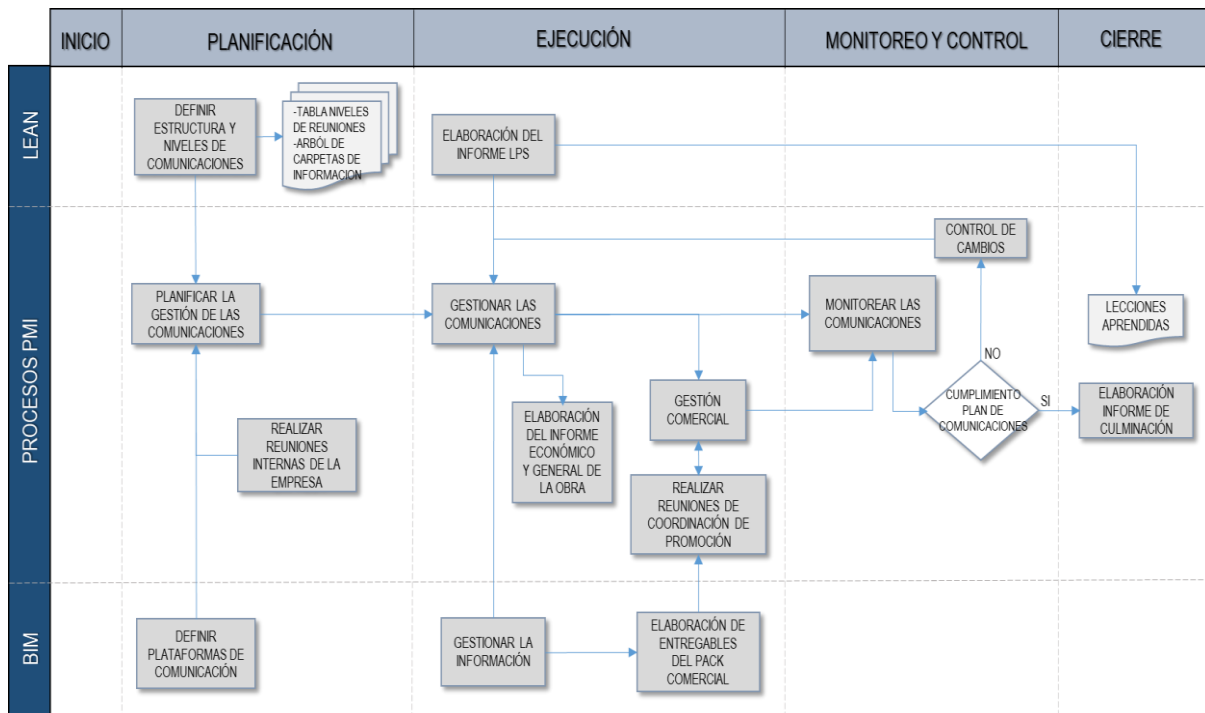 INICIO
PLANIFICACIÓN
EJECUCIÓN
MONITOREO Y CONTROL
CIERRE
LEAN
DEFINIR
ESTRUCTURA Y
NIVELES DE
COMUNICACIONES
-TABLA NIVELES
DE REUNIONES
-ARBÓL DE
CARPETAS DE
INFORMACION
ELABORACIÓN DEL
INFORME LPS
PROCESOS PMI
PLANIFICAR LA
GESTIÓN DE LAS
COMUNICACIONES
REALIZAR
REUNIONES
INTERNAS DE LA
EMPRESA
GESTIONAR LAS
COMUNICACIONES
ELABORACIÓN
DEL INFORME
ECONÓMICO
Y GENERAL DE
LA OBRA
GESTIÓN
COMERCIAL
REALIZAR
REUNIONES DE
COORDINACIÓN DE
PROMOCIÓN
MONITOREAR LAS
COMUNICACIONES
CONTROL DE
CAMBIOS
NO
CUMPLIMIENTO
PLAN DE
COMUNICACIONES
SI
LECCIONES
APRENDIDAS
ELABORACIÓN
INFORME DE
CULMINACIÓN
BIM
DEFINIR
PLATAFORMAS DE
COMUNICACIÓN
GESTIONAR LA
INFORMACIÓN
ELABORACIÓN DE
ENTREGABLES
DEL PACK
COMERCIAL